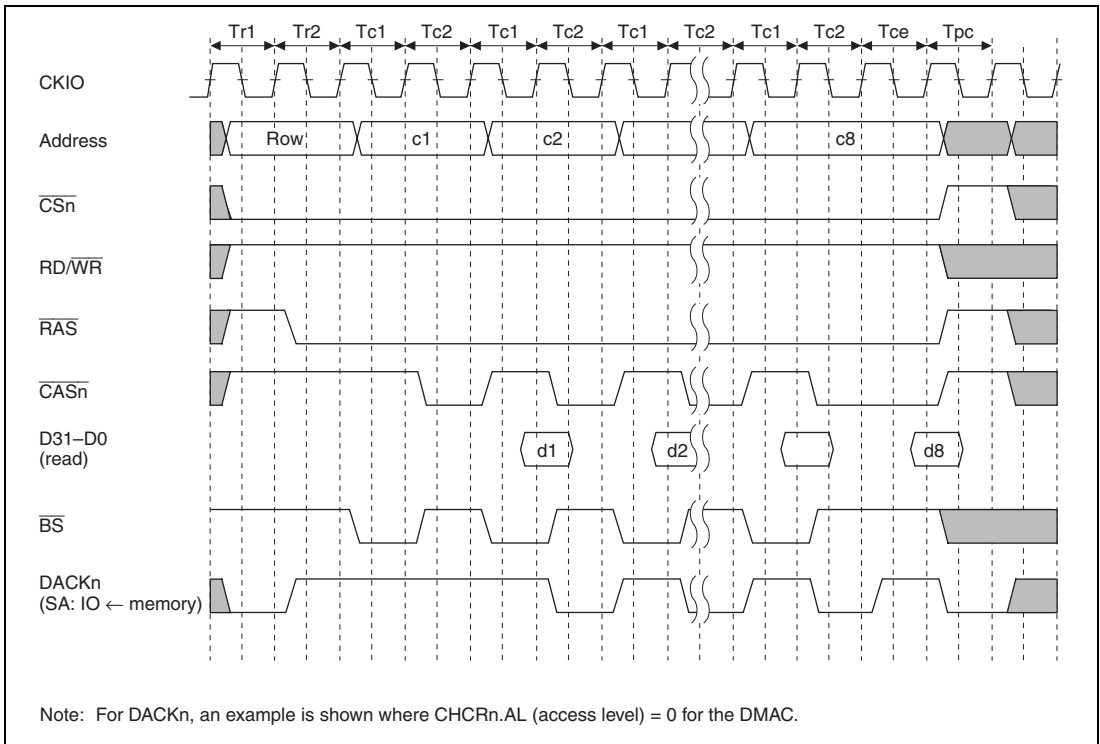 Tr1 Tr2 Tc1 Tc2 Tc1 Tc2 Tc1 Tc2 Tc1 Tc2 Tce Tpc
CKIO
Address Row c1 c2 c8
CSn
RD/WR
RAS
CASn
D31–D0
(read) d1 d2 d8
BS
DACKn
(SA: IO ← memory)
Note: For DACKn, an example is shown where CHCRn.AL (access level) = 0 for the DMAC.